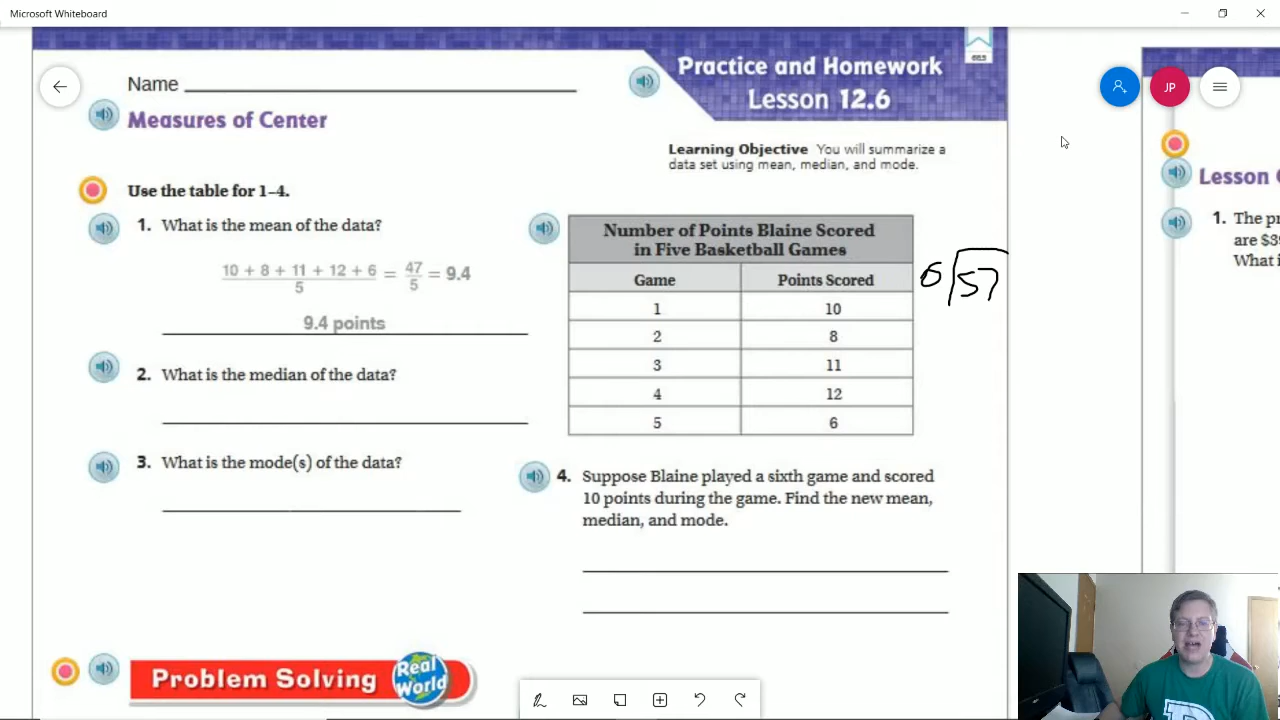 Microsoft Whiteboard
Practice and Homework
Lesson 12.6
Name
Measures of Center
JP
Learning Objective You will summarize a
data set using mean, median, and mode.
Use the table for 1–4.
1. What is the mean of the data?
10 + 8 + 11 + 12 + 6 / 5 = 47/5 = 9.4
9.4 points
2. What is the median of the data?
3. What is the mode(s) of the data?
Number of Points Blaine Scored
in Five Basketball Games
Game Points Scored
1 10
2 8
3 11
4 12
5 6
6 57
4. Suppose Blaine played a sixth game and scored
10 points during the game. Find the new mean,
median, and mode.
Problem Solving
Real
World
Lesson
1. The pr
are $3
What i